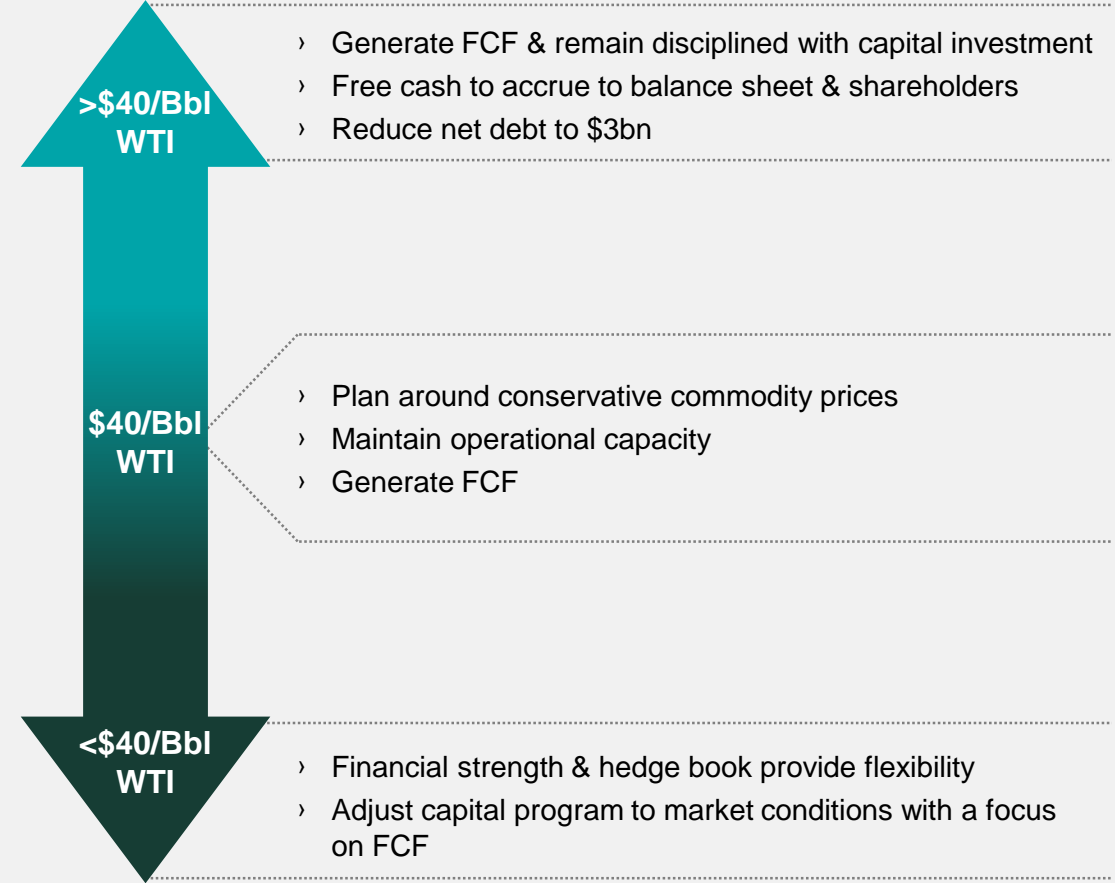 >$40/Bbl
WTI
› Generate FCF & remain disciplined with capital investment
› Free cash to accrue to balance sheet & shareholders
› Reduce net debt to $3bn
$40/Bbl
WTI
› Plan around conservative commodity prices
› Maintain operational capacity
› Generate FCF
<$40/Bbl
WTI
› Financial strength & hedge book provide flexibility
› Adjust capital program to market conditions with a focus
on FCF